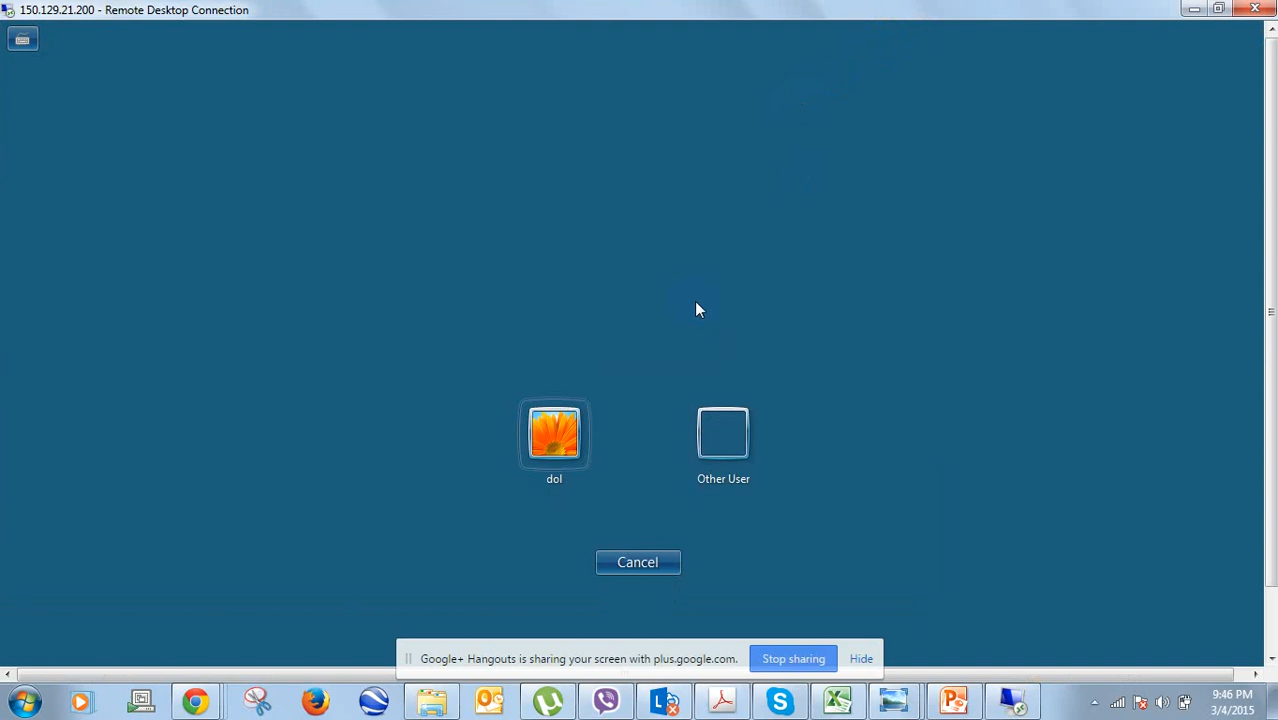 150.129.21.200 - Remote Desktop Connection
dol
Other User
Cancel
Google+ Hangouts is sharing your screen with plus.google.com.
Stop sharing
Hide
9:46 PM
3/4/2015